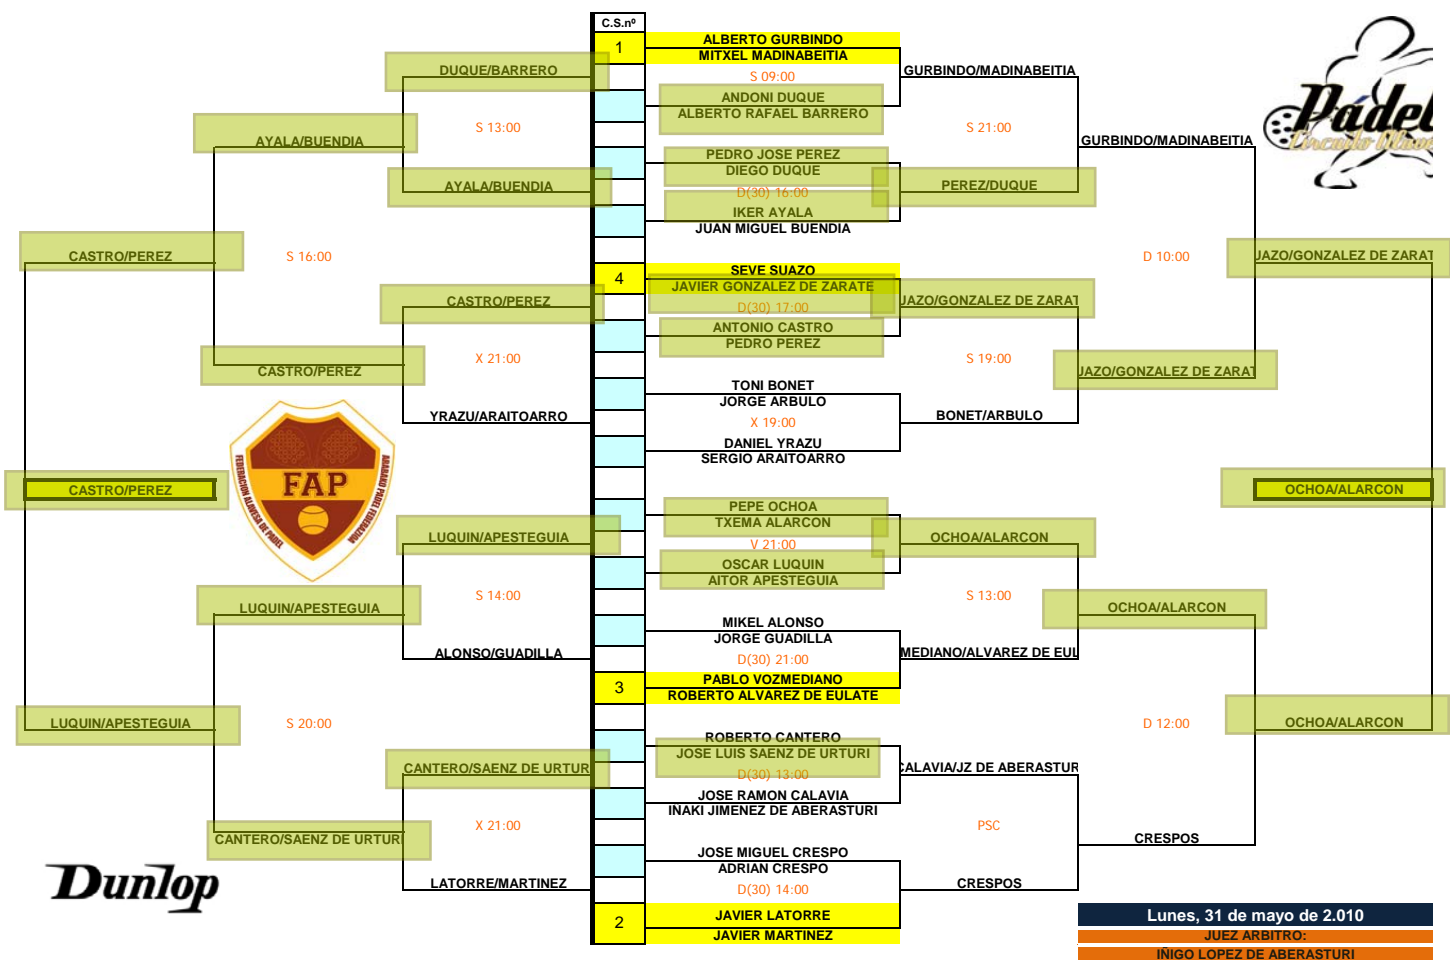 C.S.nº
1
ALBERTO GURBINDO
MITXEL MADINABEITIA
S 09:00
ANDONI DUQUE
ALBERTO RAFAEL BARRERO
PEDRO JOSE PEREZ
DIEGO DUQUE
D(30) 16:00
IKER AYALA
JUAN MIGUEL BUENDIA
4
SEVE SUAZO
JAVIER GONZALEZ DE ZARATE
D(30) 17:00
ANTONIO CASTRO
PEDRO PEREZ
TONI BONET
JORGE ARBULO
X 19:00
DANIEL YRAZU
SERGIO ARAITOARRO
PEPE OCHOA
TXEMA ALARCON
V 21:00
OSCAR LUQUIN
AITOR APESTEGUIA
MIKEL ALONSO
JORGE GUADILLA
D(30) 21:00
3
PABLO VOZMEDIANO
ROBERTO ALVAREZ DE EULATE
ROBERTO CANTERO
JOSE LUIS SAENZ DE URTURI
D(30) 13:00
JOSE RAMON CALAVIA
IÑAKI JIMENEZ DE ABERASTURI
JOSE MIGUEL CRESPO
ADRIAN CRESPO
D(30) 14:00
2
JAVIER LATORRE
JAVIER MARTINEZ
DUQUE/BARRERO
S 13:00
AYALA/BUENDIA
AYALA/BUENDIA
CASTRO/PEREZ
S 16:00
CASTRO/PEREZ
X 21:00
CASTRO/PEREZ
YRAZU/ARAITOARRO
CASTRO/PEREZ
LUQUIN/APESTEGUIA
S 14:00
LUQUIN/APESTEGUIA
ALONSO/GUADILLA
LUQUIN/APESTEGUIA
S 20:00
CANTERO/SAENZ DE URTUR
X 21:00
CANTERO/SAENZ DE URTURI
LATORRE/MARTINEZ
GURBINDO/MADINABEITIA
S 21:00
GURBINDO/MADINABEITIA
PEREZ/DUQUE
D 10:00
JAZO/GONZALEZ DE ZARAT
JAZO/GONZALEZ DE ZARAT
S 19:00
JAZO/GONZALEZ DE ZARAT
BONET/ARBULO
OCHOA/ALARCON
OCHOA/ALARCON
S 13:00
OCHOA/ALARCON
MEDIANO/ALVAREZ DE EUL
D 12:00
OCHOA/ALARCON
CALAVIA/JZ DE ABERASTUR
PSC
CRESPOS
CRESPOS
Pádel
FAP
FEDERACION ALAVESA DE PADEL
ARABAKO PADEL FEDERAZIOA
Dunlop
Lunes, 31 de mayo de 2.010
JUEZ ARBITRO:
IÑIGO LOPEZ DE ABERASTURI